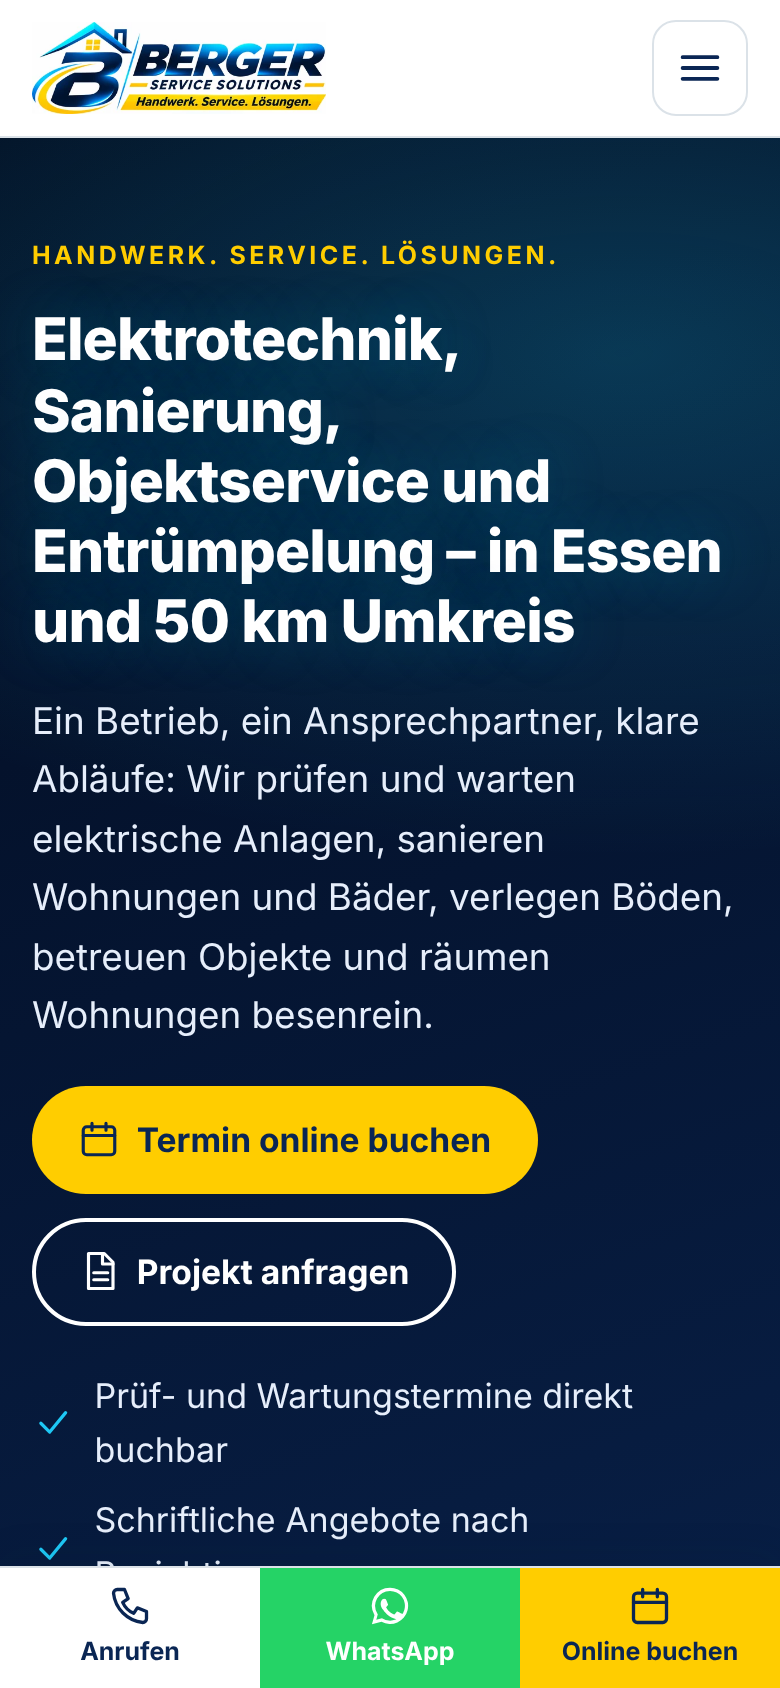 BERGER
SERVICE SOLUTIONS
Handwerk. Service. Lösungen.
HANDWERK. SERVICE. LÖSUNGEN.
Elektrotechnik,
Sanierung,
Objektservice und
Entrümpelung – in Essen
und 50 km Umkreis
Ein Betrieb, ein Ansprechpartner, klare
Abläufe: Wir prüfen und warten
elektrische Anlagen, sanieren
Wohnungen und Bäder, verlegen Böden,
betreuen Objekte und räumen
Wohnungen besenrein.
Termin online buchen
Projekt anfragen
Prüf- und Wartungstermine direkt
buchbar
Schriftliche Angebote nach
Anrufen
WhatsApp
Online buchen